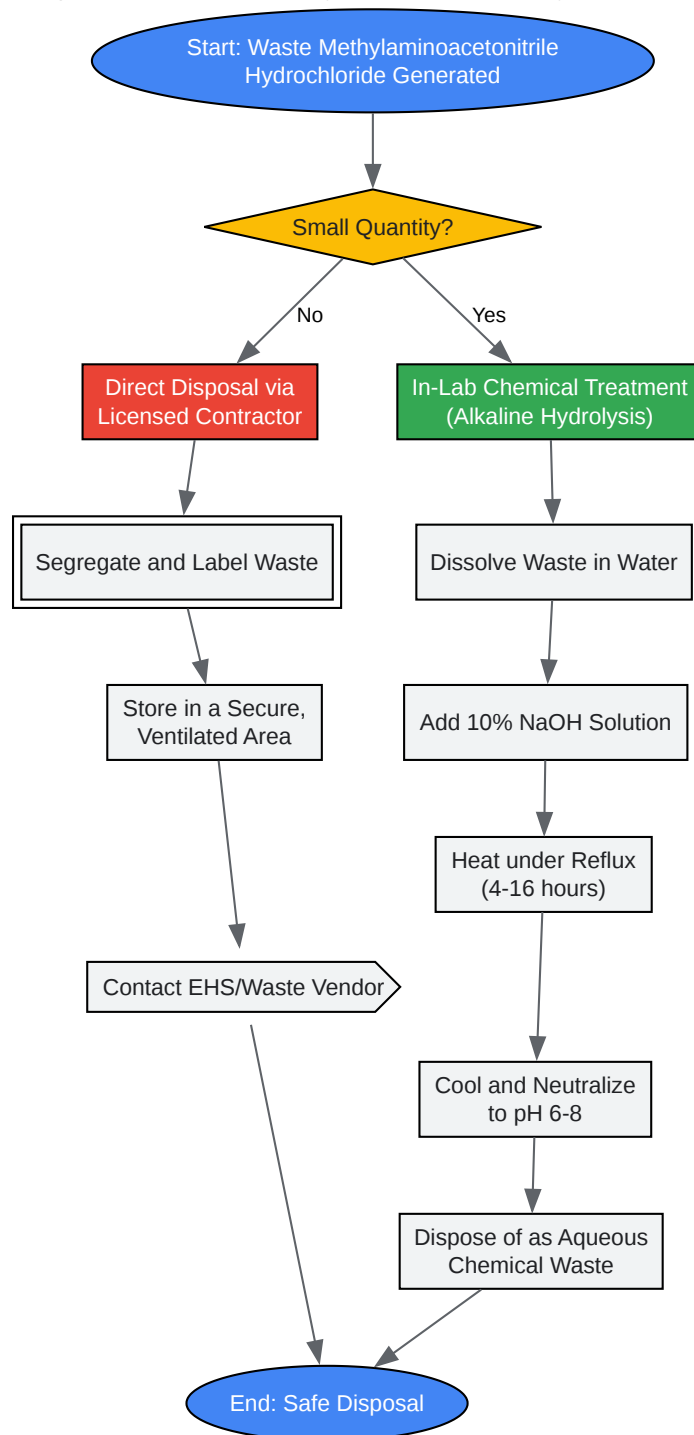 Start: Waste Methylaminoacetonitrile
Hydrochloride Generated
Small Quantity?
No
Yes
Direct Disposal via
Licensed Contractor
In-Lab Chemical Treatment
(Alkaline Hydrolysis)
Segregate and Label Waste
Dissolve Waste in Water
Store in a Secure,
Ventilated Area
Add 10% NaOH Solution
Heat under Reflux
(4-16 hours)
Contact EHS/Waste Vendor
Cool and Neutralize
to pH 6-8
Dispose of as Aqueous
Chemical Waste
End: Safe Disposal